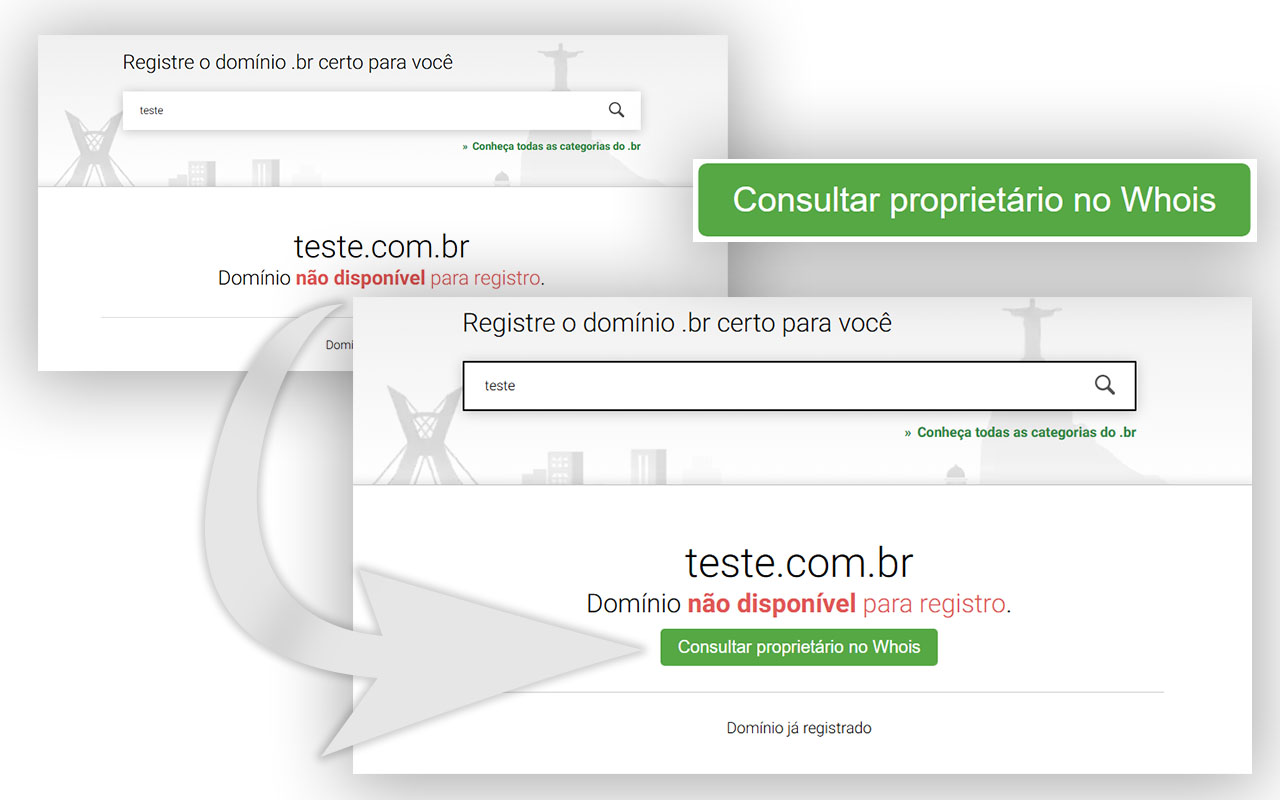 Registre o domínio .br certo para você
teste
» Conheça todas as categorias do .br
Consultar proprietário no Whois
teste.com.br
Domínio não disponível para registro.
Domi
Registre o domínio .br certo para você
teste
» Conheça todas as categorias do .br
teste.com.br
Domínio não disponível para registro.
Consultar proprietário no Whois
Domínio já registrado